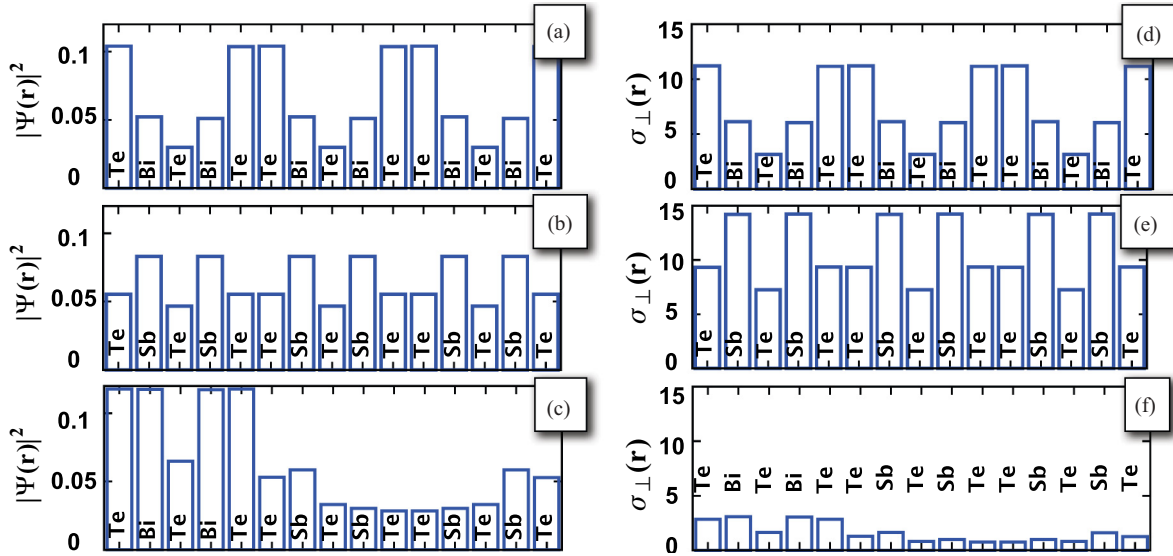 (a)
|Ψ(r)|²
0.1
0.05
0
Te Bi Te Bi Te Te Bi Te Bi Te Te Bi Te Bi Te
(b)
|Ψ(r)|²
0.1
0.05
0
Te Sb Te Sb Te Te Sb Te Sb Te Te Sb Te Sb Te
(c)
|Ψ(r)|²
0.1
0.05
0
Te Bi Te Bi Te Te Sb Te Sb Te Te Sb Te Sb Te
(d)
σ⊥(r)
15
10
5
0
Te Bi Te Bi Te Te Bi Te Bi Te Te Bi Te Bi Te
(e)
σ⊥(r)
15
10
5
0
Te Sb Te Sb Te Te Sb Te Sb Te Te Sb Te Sb Te
(f)
σ⊥(r)
15
10
5
0
Te Bi Te Bi Te Te Sb Te Sb Te Te Sb Te Sb Te